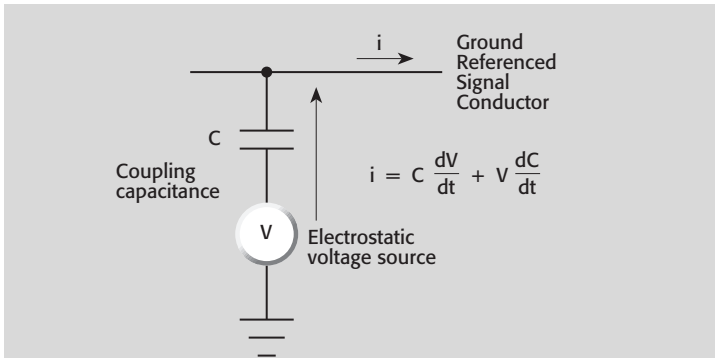 i
Ground
Referenced
Signal
Conductor
C
Coupling
capacitance
i = C dV/dt + V dC/dt
V
Electrostatic
voltage source